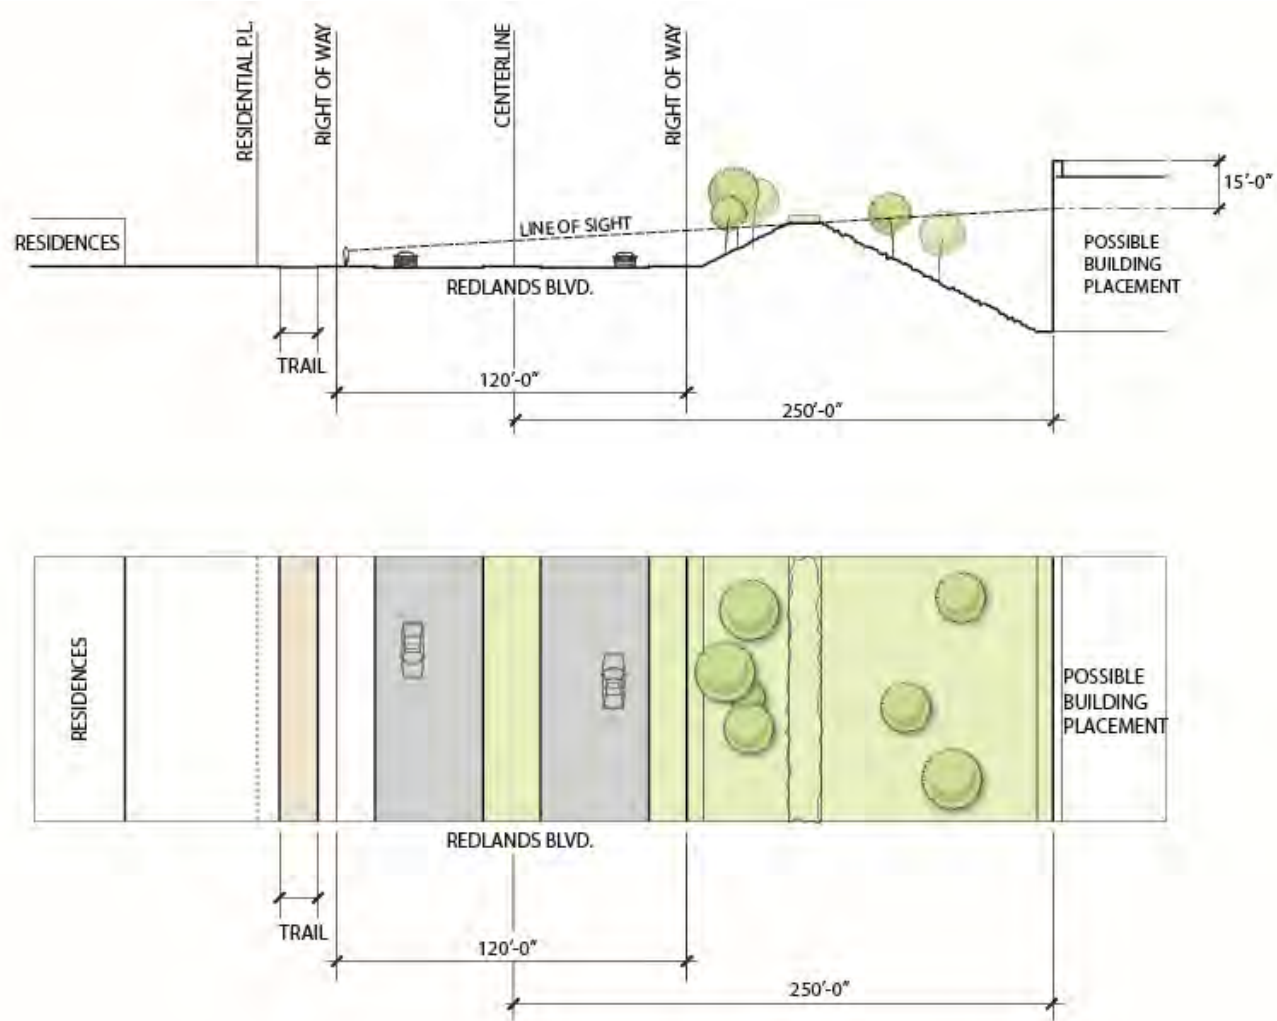 RESIDENTIAL P.L.
RIGHT OF WAY
CENTERLINE
RIGHT OF WAY
15'-0"
LINE OF SIGHT
RESIDENCES
POSSIBLE
BUILDING
PLACEMENT
REDLANDS BLVD.
TRAIL
120'-0"
250'-0"
RESIDENCES
POSSIBLE
BUILDING
PLACEMENT
REDLANDS BLVD.
TRAIL
120'-0"
250'-0"